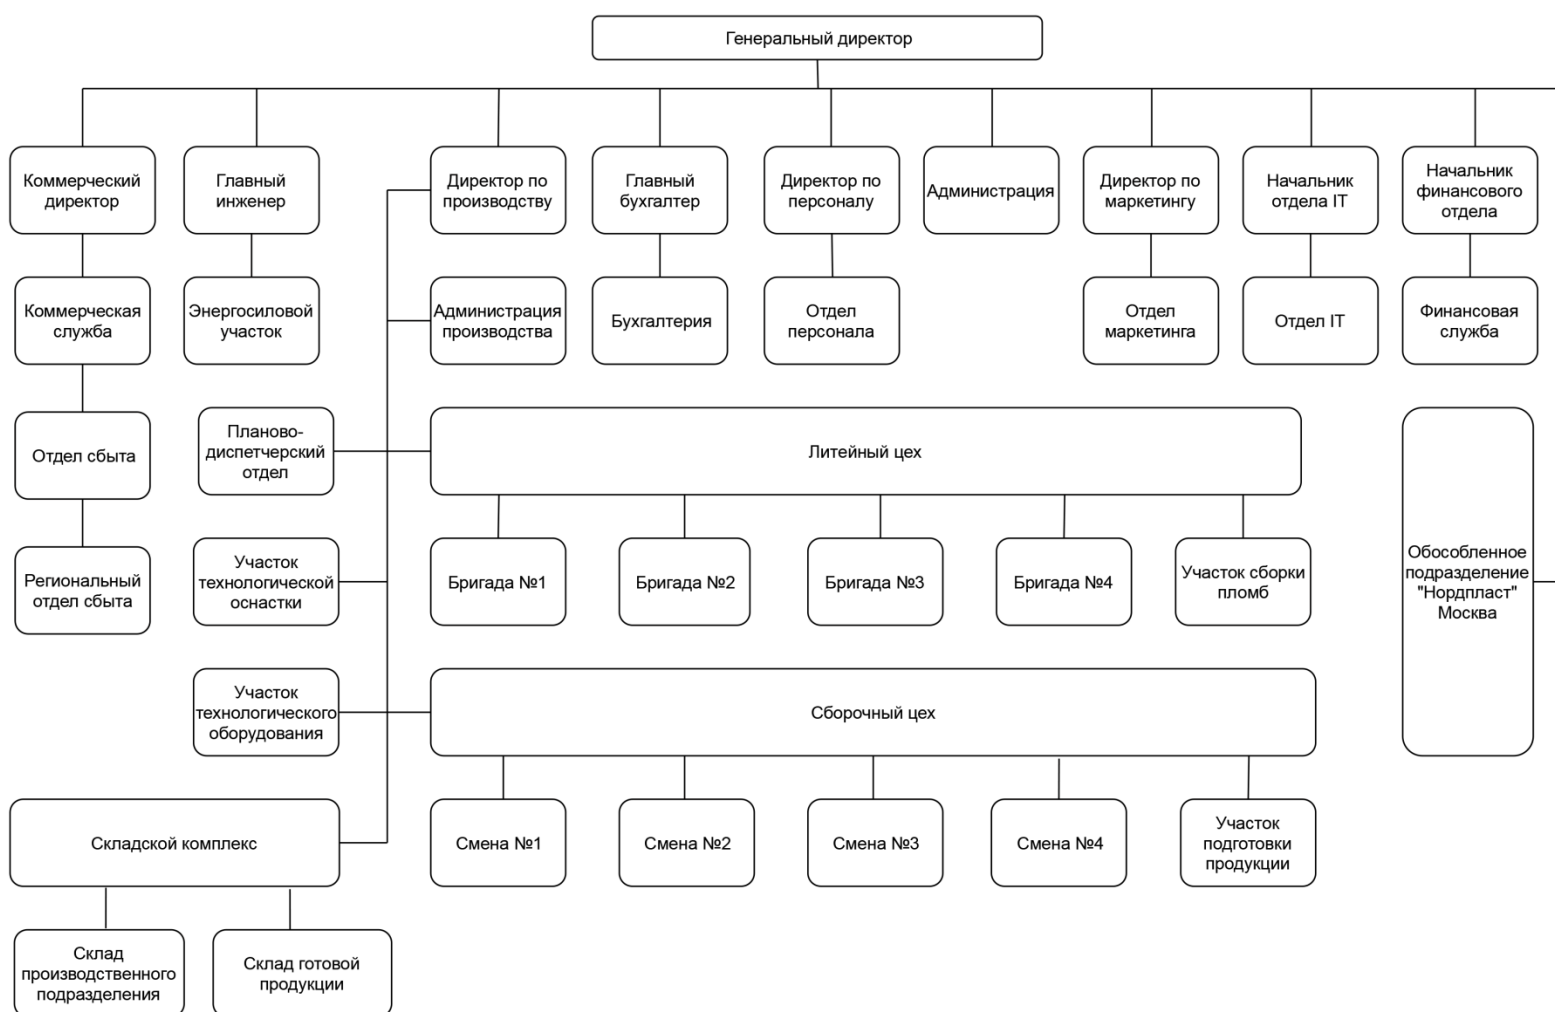 Генеральный директор
Коммерческий
директор
Главный
инженер
Директор по
производству
Главный
бухгалтер
Директор по
персоналу
Администрация
Директор по
маркетингу
Начальник
отдела IT
Начальник
финансового
отдела
Коммерческая
служба
Энергосиловой
участок
Администрация
производства
Бухгалтерия
Отдел
персонала
Отдел
маркетинга
Отдел IT
Финансовая
служба
Отдел сбыта
Планово-
диспетчерский
отдел
Литейный цех
Региональный
отдел сбыта
Участок
технологической
оснастки
Бригада №1
Бригада №2
Бригада №3
Бригада №4
Участок сборки
пломб
Обособленное
подразделение
"Нордпласт"
Москва
Участок
технологического
оборудования
Сборочный цех
Складской комплекс
Смена №1
Смена №2
Смена №3
Смена №4
Участок
подготовки
продукции
Склад
производственного
подразделения
Склад готовой
продукции